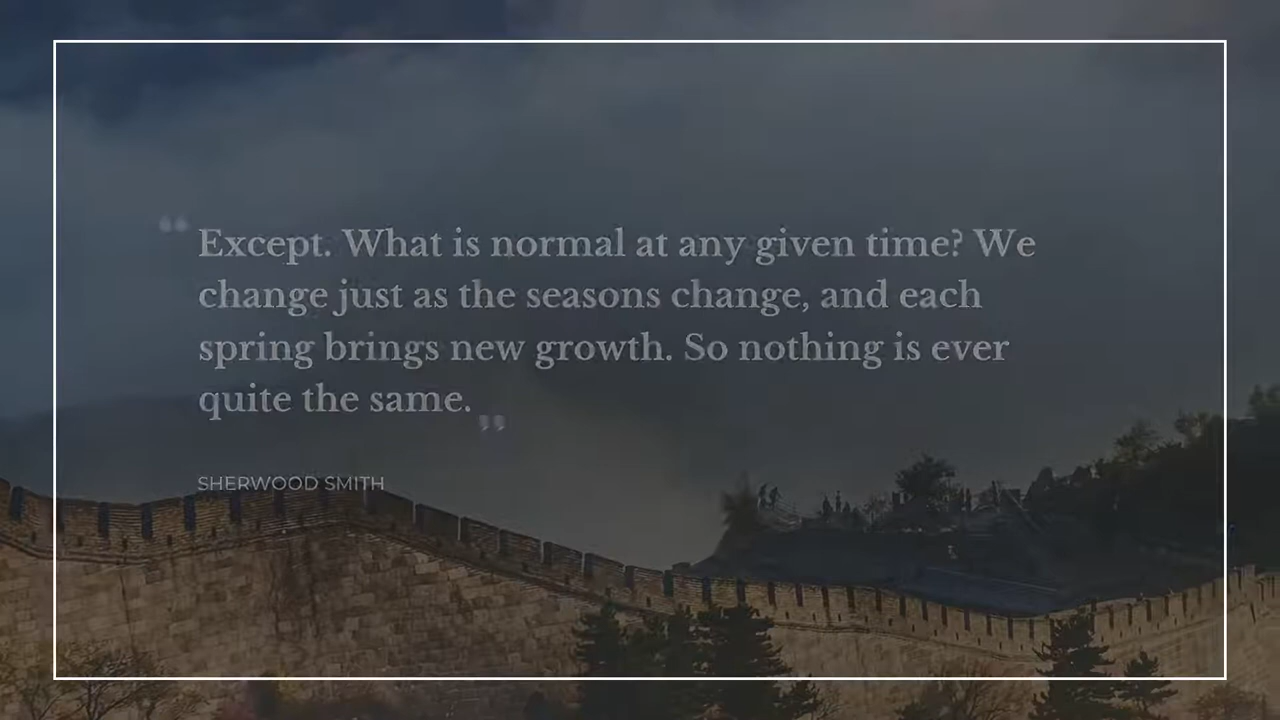 “Except. What is normal at any given time? We
change just as the seasons change, and each
spring brings new growth. So nothing is ever
quite the same.”
SHERWOOD SMITH